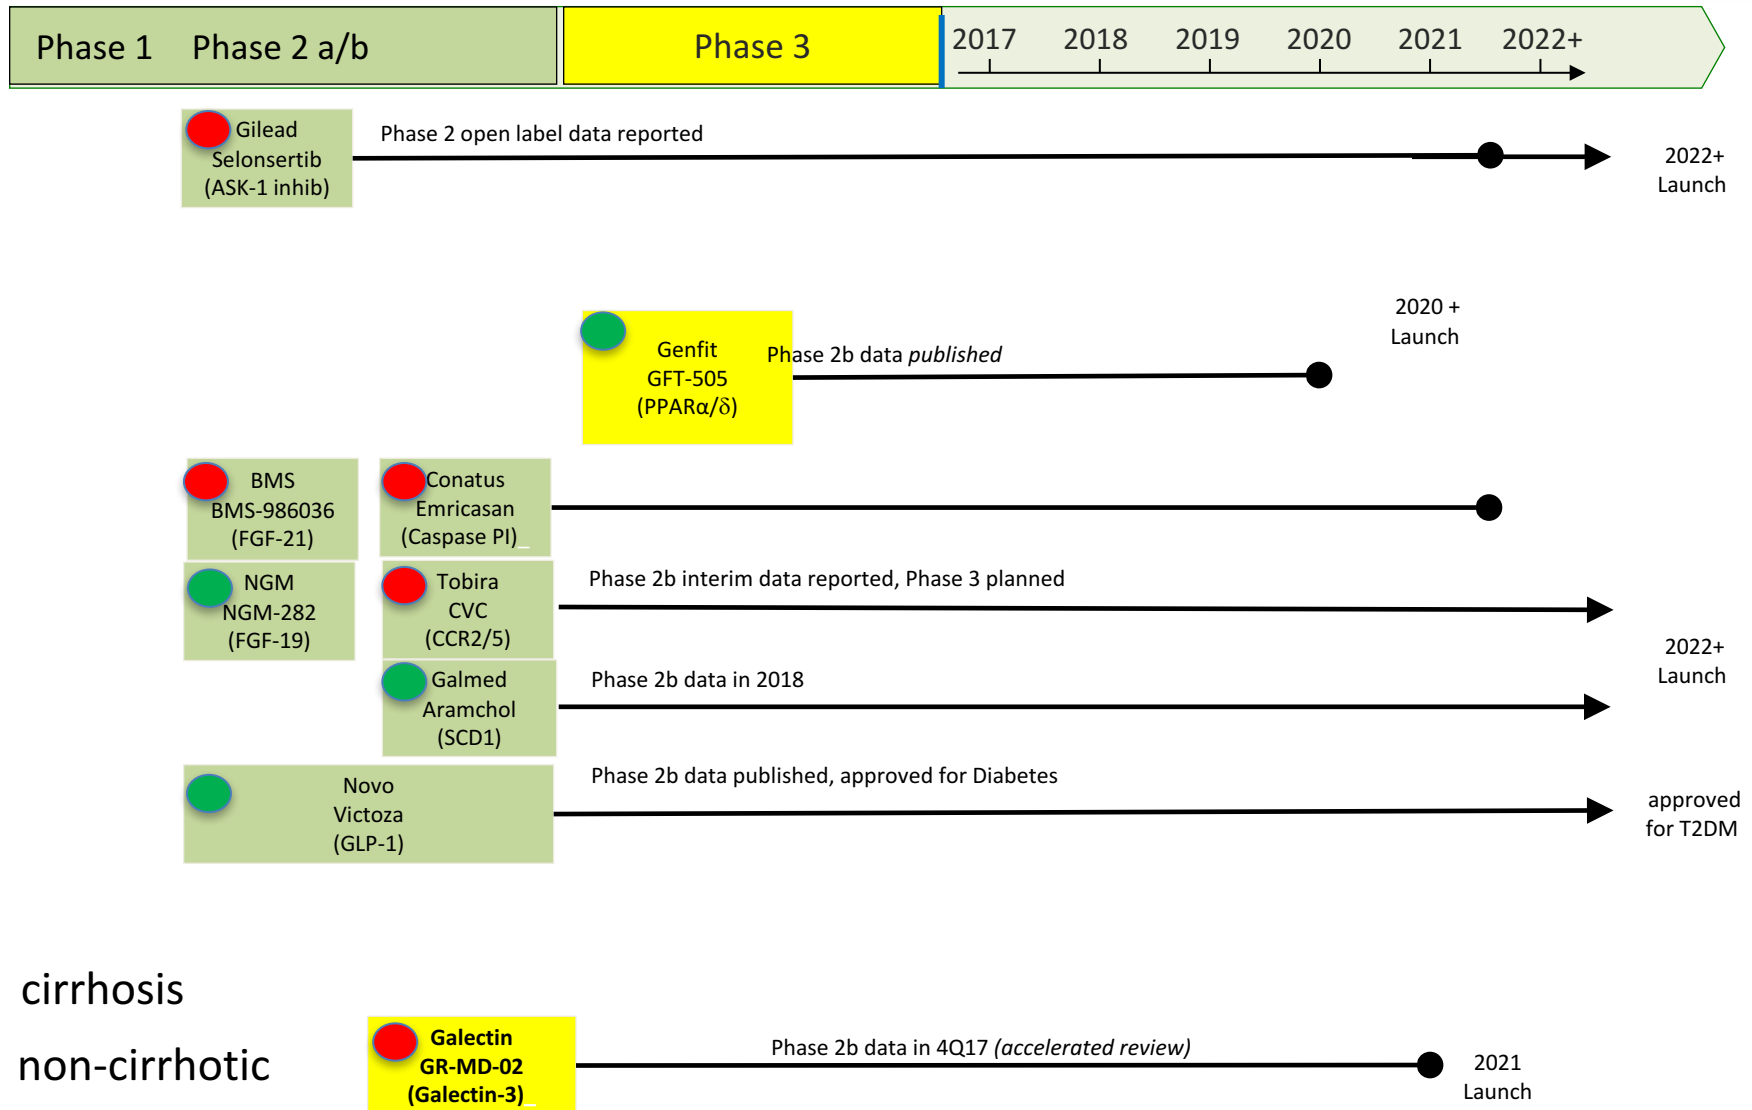 Phase 1 Phase 2 a/b Phase 3 2017 2018 2019 2020 2021 2022+
Gilead
Selonsertib
(ASK-1 inhib)
Phase 2 open label data reported
2022+
Launch
2020 +
Launch
Genfit
GFT-505
(PPARα/δ)
Phase 2b data published
BMS
BMS-986036
(FGF-21)
Conatus
Emricasan
(Caspase PI)_
NGM
NGM-282
(FGF-19)
Tobira
CVC
(CCR2/5)
Phase 2b interim data reported, Phase 3 planned
2022+
Launch
Galmed
Aramchol
(SCD1)
Phase 2b data in 2018
Novo
Victoza
(GLP-1)
Phase 2b data published, approved for Diabetes
approved
for T2DM
cirrhosis
non-cirrhotic
Galectin
GR-MD-02
(Galectin-3)_
Phase 2b data in 4Q17 (accelerated review)
2021
Launch